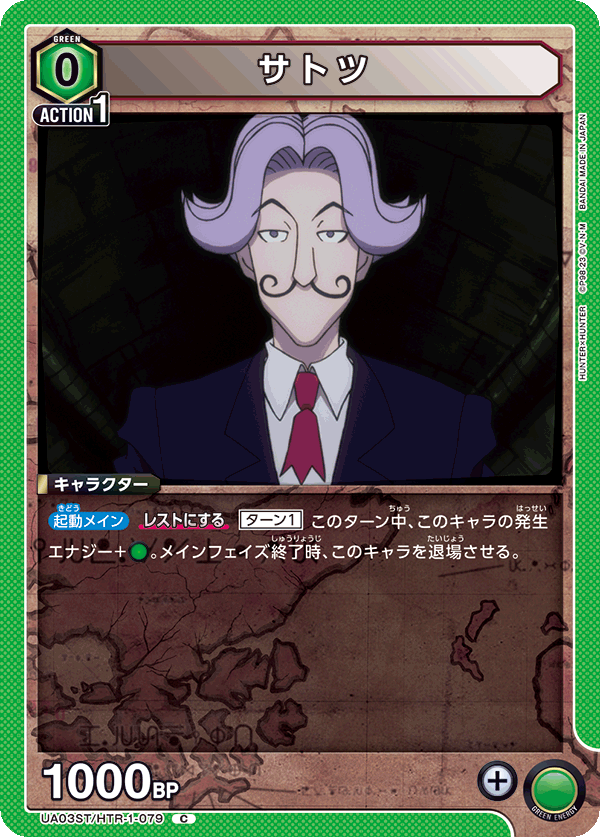 GREEN
0
ACTION 1
サトツ
HUNTER×HUNTER ©P98-23 ©V・N・M BANDAI MADE IN JAPAN
キャラクター
起動メイン レストにする ターン1 このターン中、このキャラの発生
エナジー+。メインフェイズ終了時、このキャラを退場させる。
1000BP
+
GREEN ENERGY
UA03ST/HTR-1-079 C